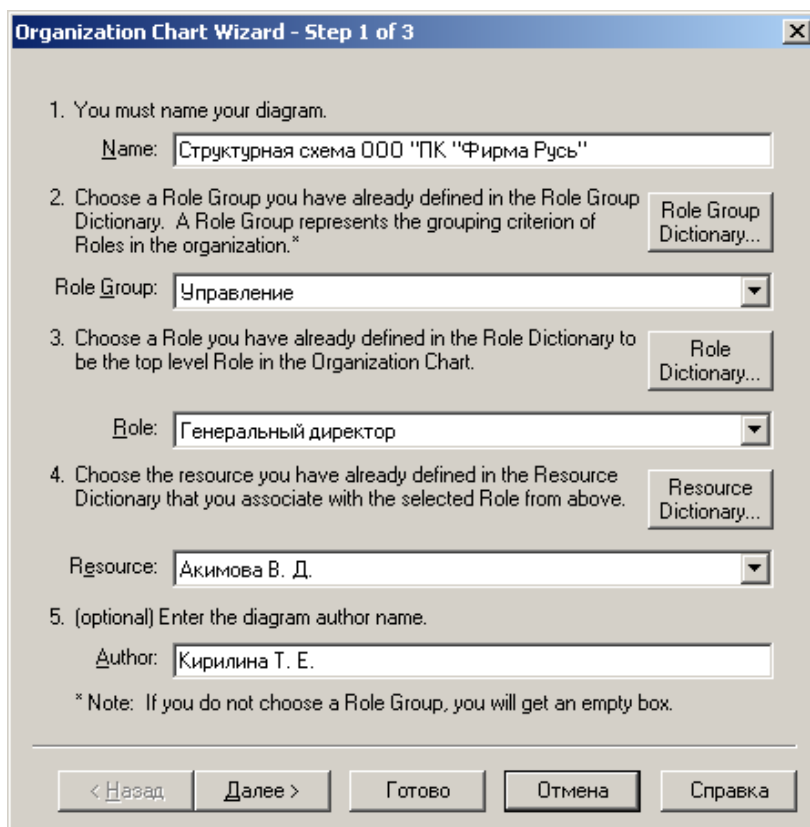 Organization Chart Wizard - Step 1 of 3
1. You must name your diagram.
Name: Структурная схема ООО "ПК "Фирма Русь"
2. Choose a Role Group you have already defined in the Role Group
Dictionary. A Role Group represents the grouping criterion of
Roles in the organization.*
Role Group
Dictionary...
Role Group: Управление
3. Choose a Role you have already defined in the Role Dictionary to
be the top level Role in the Organization Chart.
Role
Dictionary...
Role: Генеральный директор
4. Choose the resource you have already defined in the Resource
Dictionary that you associate with the selected Role from above.
Resource
Dictionary...
Resource: Акимова В. Д.
5. (optional) Enter the diagram author name.
Author: Кирилина Т. Е.
* Note: If you do not choose a Role Group, you will get an empty box.
< Назад Далее > Готово Отмена Справка